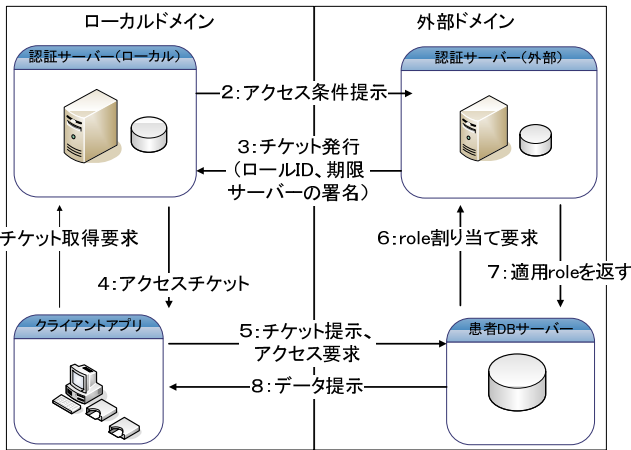 ローカルドメイン
外部ドメイン
認証サーバー(ローカル)
認証サーバー(外部)
2:アクセス条件提示
3:チケット発行
(ロールID、期限
サーバーの署名)
チケット取得要求
6:role割り当て要求
7:適用roleを返す
4:アクセスチケット
クライアントアプリ
5:チケット提示、
アクセス要求
患者DBサーバー
8:データ提示